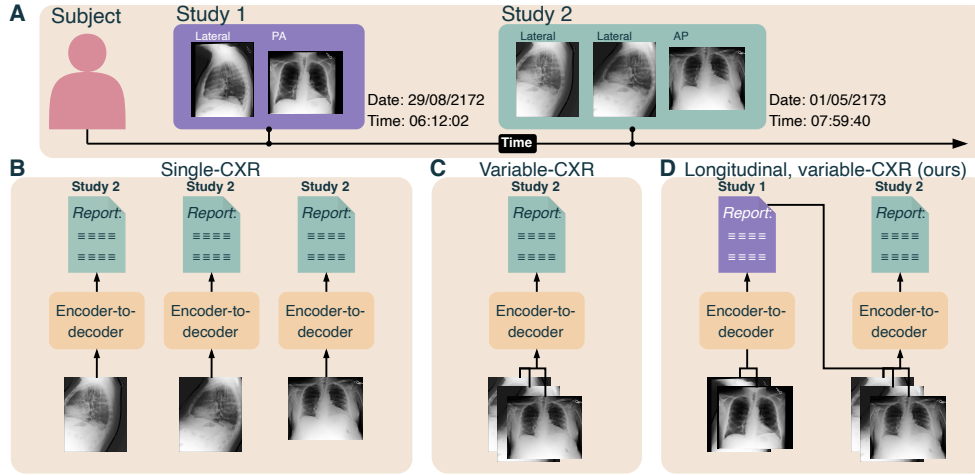 A
Subject
Study 1
Lateral
PA
Date: 29/08/2172
Time: 06:12:02
Study 2
Lateral
Lateral
AP
Date: 01/05/2173
Time: 07:59:40
Time
B
Single-CXR
Study 2
Report:
Encoder-to-
decoder
Study 2
Report:
Encoder-to-
decoder
Study 2
Report:
Encoder-to-
decoder
C
Variable-CXR
Study 2
Report:
Encoder-to-
decoder
D
Longitudinal, variable-CXR (ours)
Study 1
Report:
Encoder-to-
decoder
Study 2
Report:
Encoder-to-
decoder